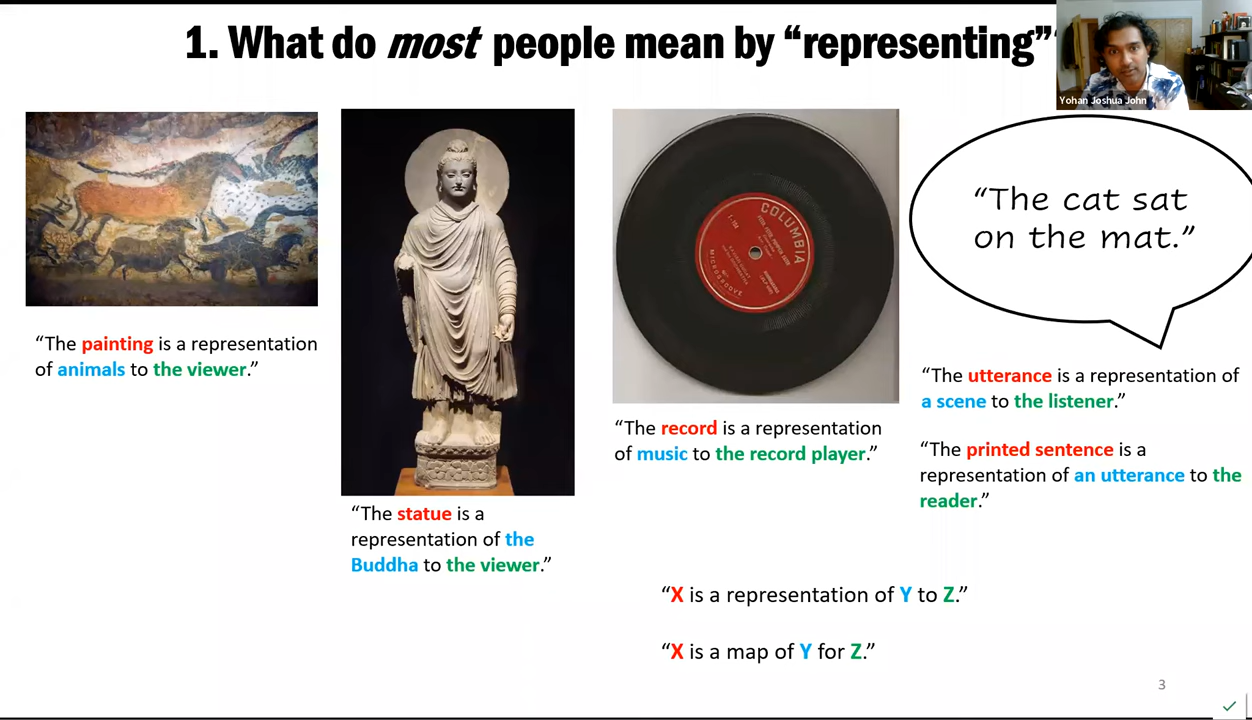 1. What do most people mean by “representing”
Yohan Joshua John
“The cat sat
on the mat.”
“The painting is a representation
of animals to the viewer.”
“The statue is a
representation of the
Buddha to the viewer.”
COLUMBIA
MICROGROOVE
“The record is a representation
of music to the record player.”
“The utterance is a representation of
a scene to the listener.”
“The printed sentence is a
representation of an utterance to the
reader.”
“X is a representation of Y to Z.”
“X is a map of Y for Z.”
3